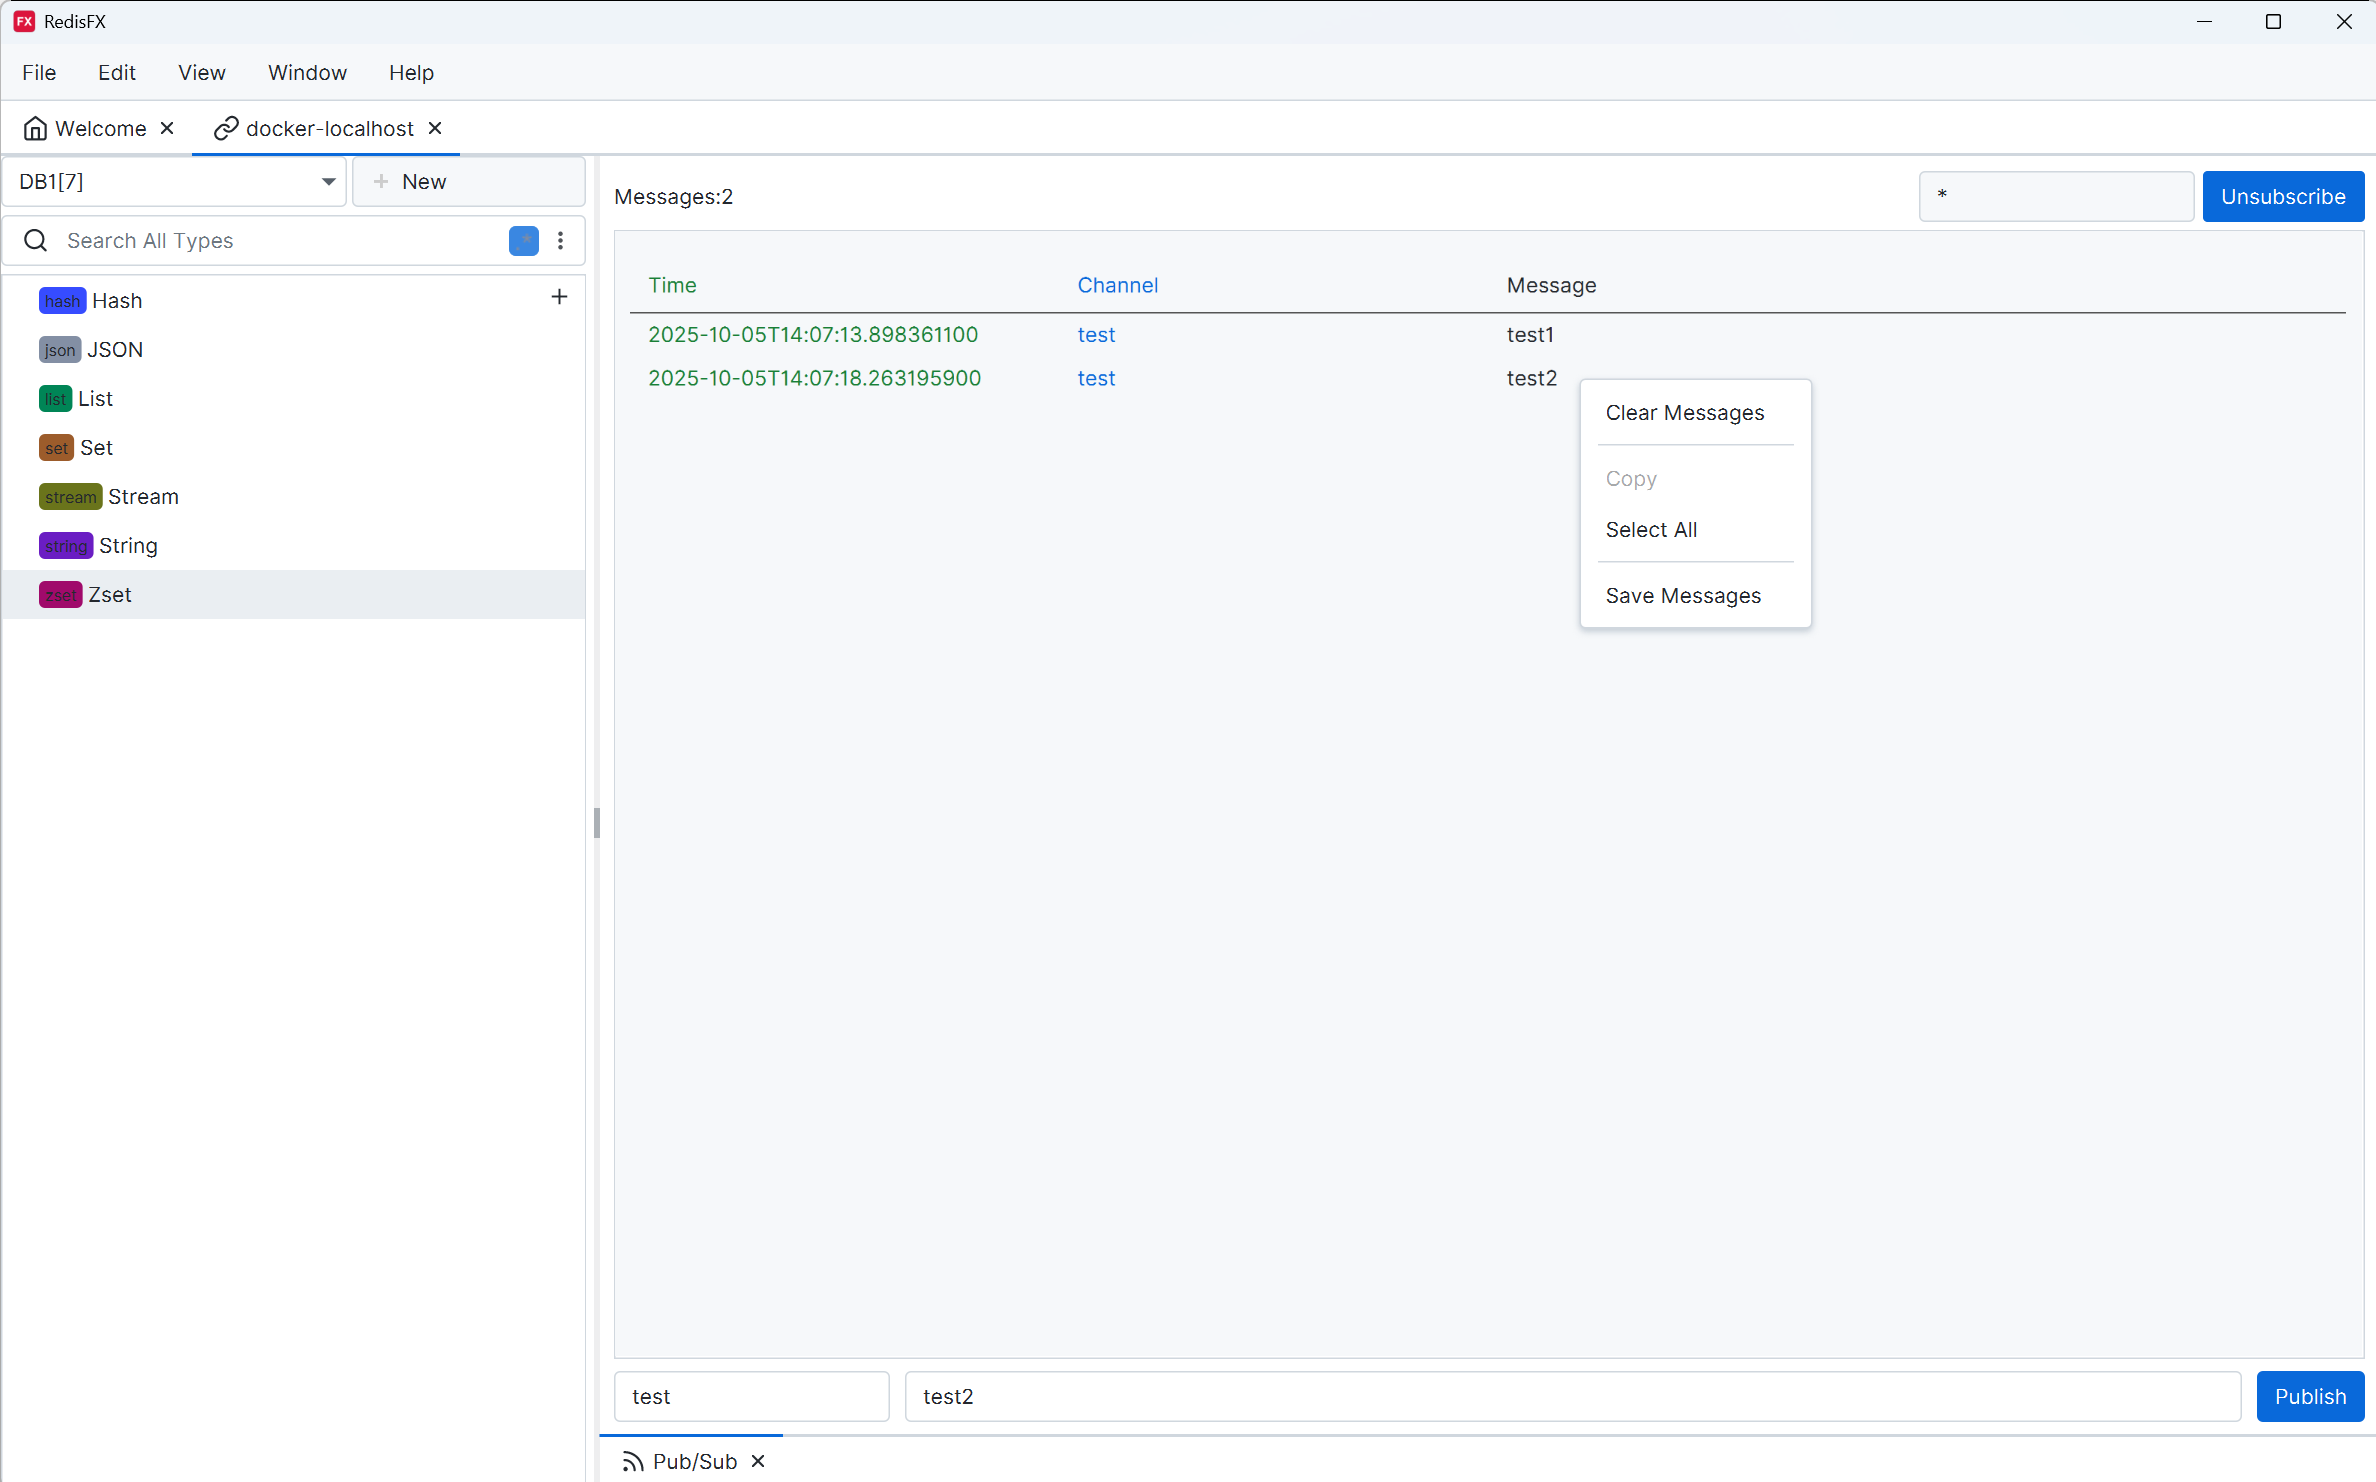 FX RedisFX
File Edit View Window Help
Welcome docker-localhost
DB1[7] New
Messages:2 * Unsubscribe
Search All Types .*
Time Channel Message
hash Hash
2025-10-05T14:07:13.898361100 test test1
json JSON
2025-10-05T14:07:18.263195900 test test2
list List
Clear Messages
set Set
Copy
stream Stream
Select All
string String
zset Zset
Save Messages
test test2 Publish
Pub/Sub